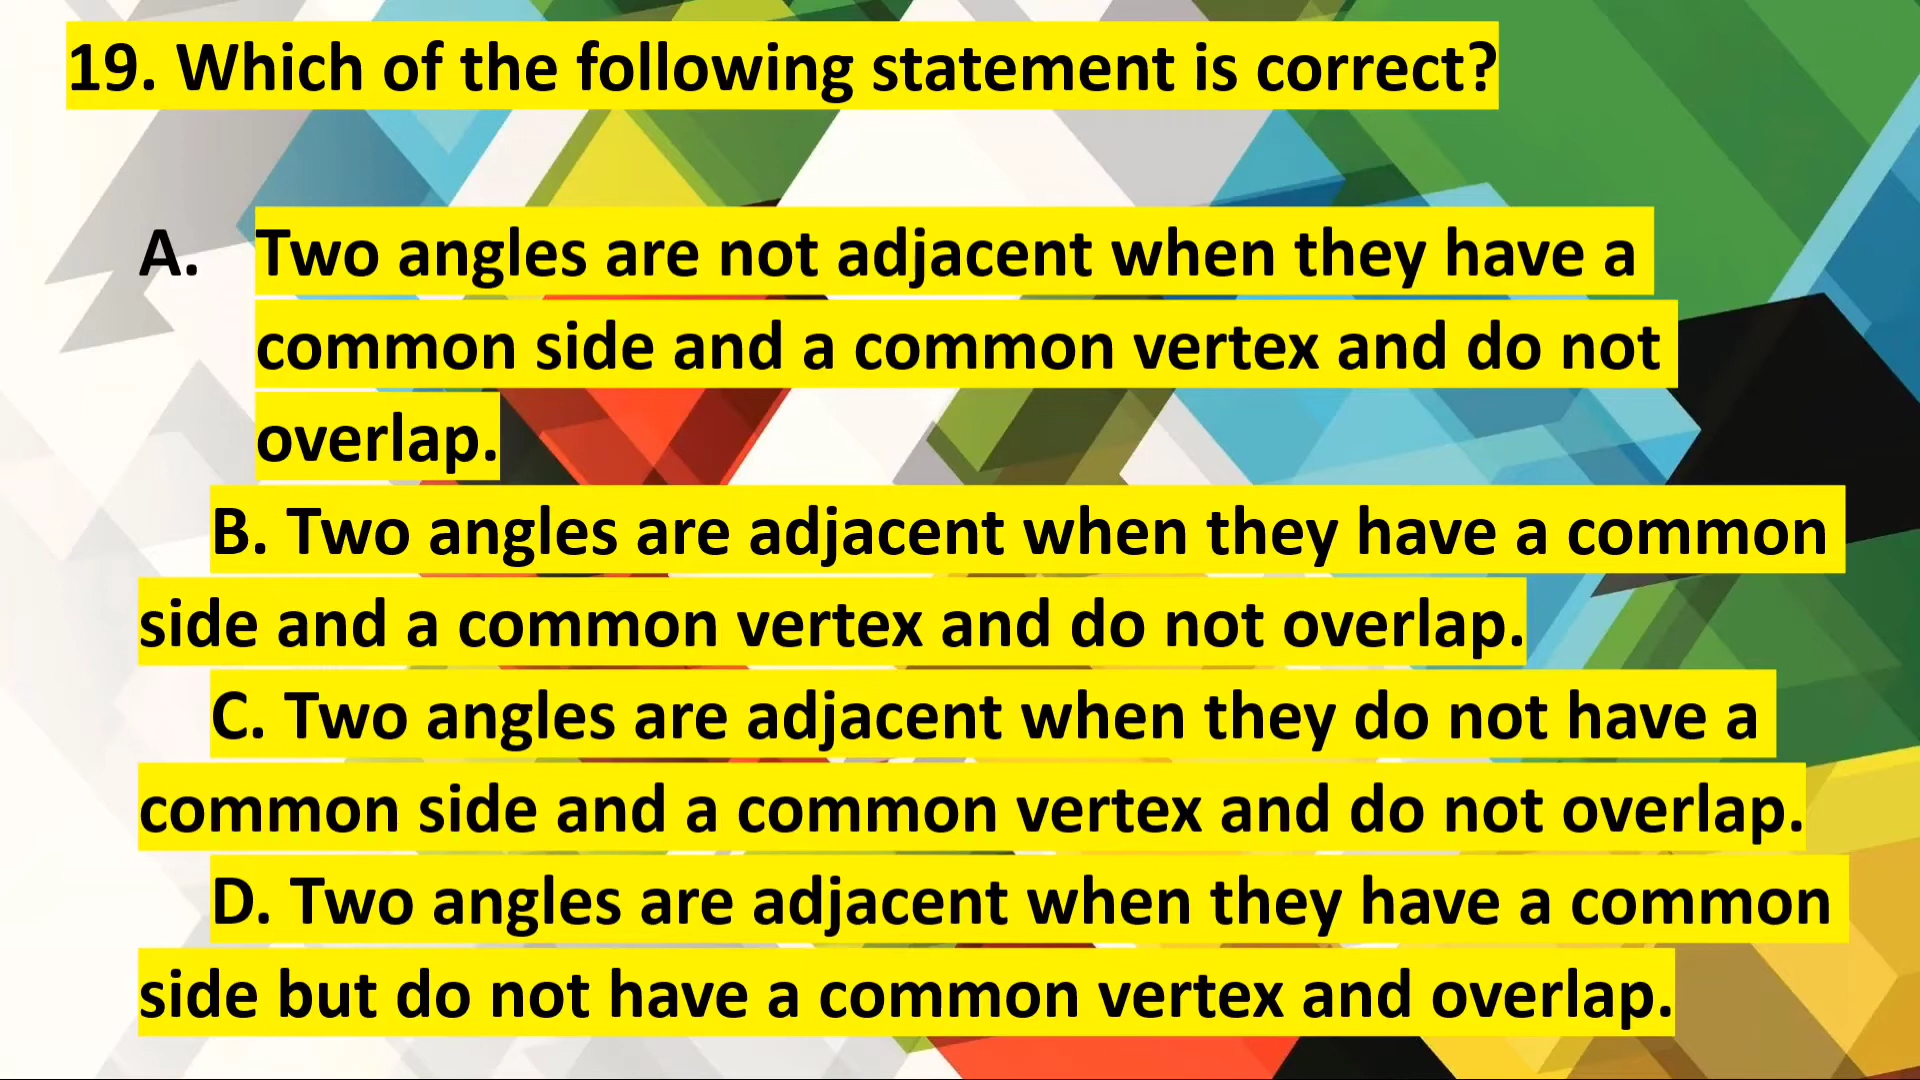 19. Which of the following statement is correct?
A. Two angles are not adjacent when they have a
common side and a common vertex and do not
overlap.
B. Two angles are adjacent when they have a common
side and a common vertex and do not overlap.
C. Two angles are adjacent when they do not have a
common side and a common vertex and do not overlap.
D. Two angles are adjacent when they have a common
side but do not have a common vertex and overlap.